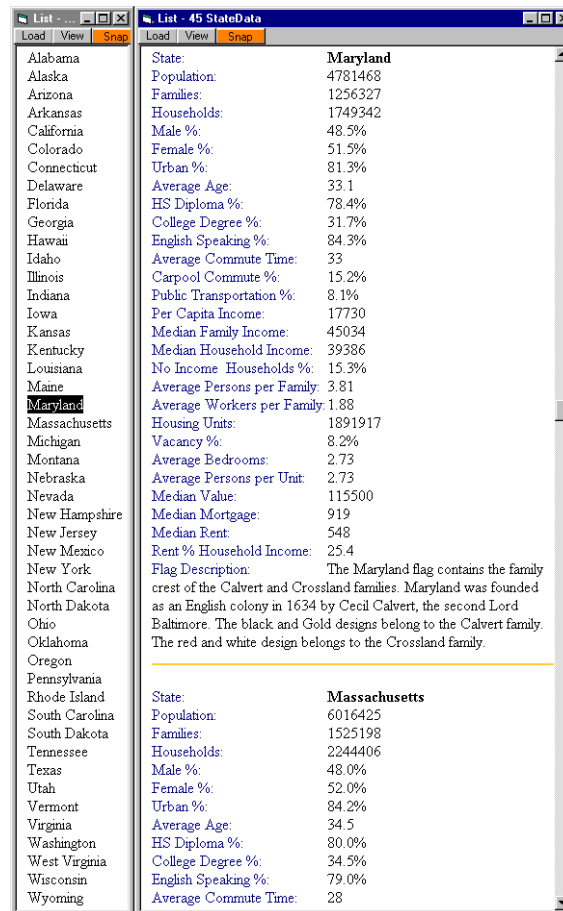 List - ...
Load View Snap
Alabama
Alaska
Arizona
Arkansas
California
Colorado
Connecticut
Delaware
Florida
Georgia
Hawaii
Idaho
Illinois
Indiana
Iowa
Kansas
Kentucky
Louisiana
Maine
Maryland
Massachusetts
Michigan
Montana
Nebraska
Nevada
New Hampshire
New Jersey
New Mexico
New York
North Carolina
North Dakota
Ohio
Oklahoma
Oregon
Pennsylvania
Rhode Island
South Carolina
South Dakota
Tennessee
Texas
Utah
Vermont
Virginia
Washington
West Virginia
Wisconsin
Wyoming
List - 45 StateData
Load View Snap
State: Maryland
Population: 4781468
Families: 1256327
Households: 1749342
Male %: 48.5%
Female %: 51.5%
Urban %: 81.3%
Average Age: 33.1
HS Diploma %: 78.4%
College Degree %: 31.7%
English Speaking %: 84.3%
Average Commute Time: 33
Carpool Commute %: 15.2%
Public Transportation %: 8.1%
Per Capita Income: 17730
Median Family Income: 45034
Median Household Income: 39386
No Income Households %: 15.3%
Average Persons per Family: 3.81
Average Workers per Family: 1.88
Housing Units: 1891917
Vacancy %: 8.2%
Average Bedrooms: 2.73
Average Persons per Unit: 2.73
Median Value: 115500
Median Mortgage: 919
Median Rent: 548
Rent % Household Income: 25.4
Flag Description: The Maryland flag contains the family
crest of the Calvert and Crossland families. Maryland was founded
as an English colony in 1634 by Cecil Calvert, the second Lord
Baltimore. The black and Gold designs belong to the Calvert family.
The red and white design belongs to the Crossland family.
State: Massachusetts
Population: 6016425
Families: 1525198
Households: 2244406
Male %: 48.0%
Female %: 52.0%
Urban %: 84.2%
Average Age: 34.5
HS Diploma %: 80.0%
College Degree %: 34.5%
English Speaking %: 79.0%
Average Commute Time: 28